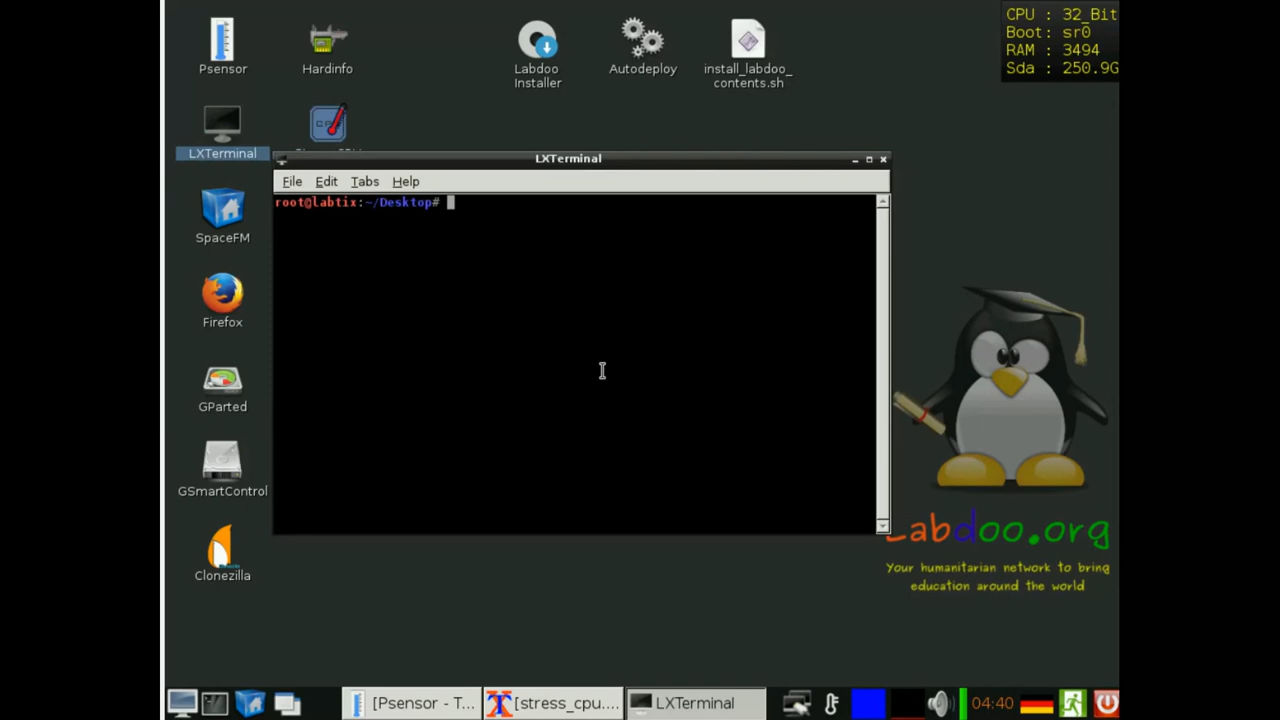 CPU : 32_Bit
Boot: sr0
RAM : 3494
Sda : 250.9G
Psensor
Hardinfo
Labdoo
Installer
Autodeploy
install_labdoo_
contents.sh
LXTerminal
SpaceFM
Firefox
GParted
GSmartControl
Clonezilla
LXTerminal
File Edit Tabs Help
root@labtix:~/Desktop#
Labdoo.org
Your humanitarian network to bring
education around the world
[Psensor - T...
[stress_cpu....
LXTerminal
04:40